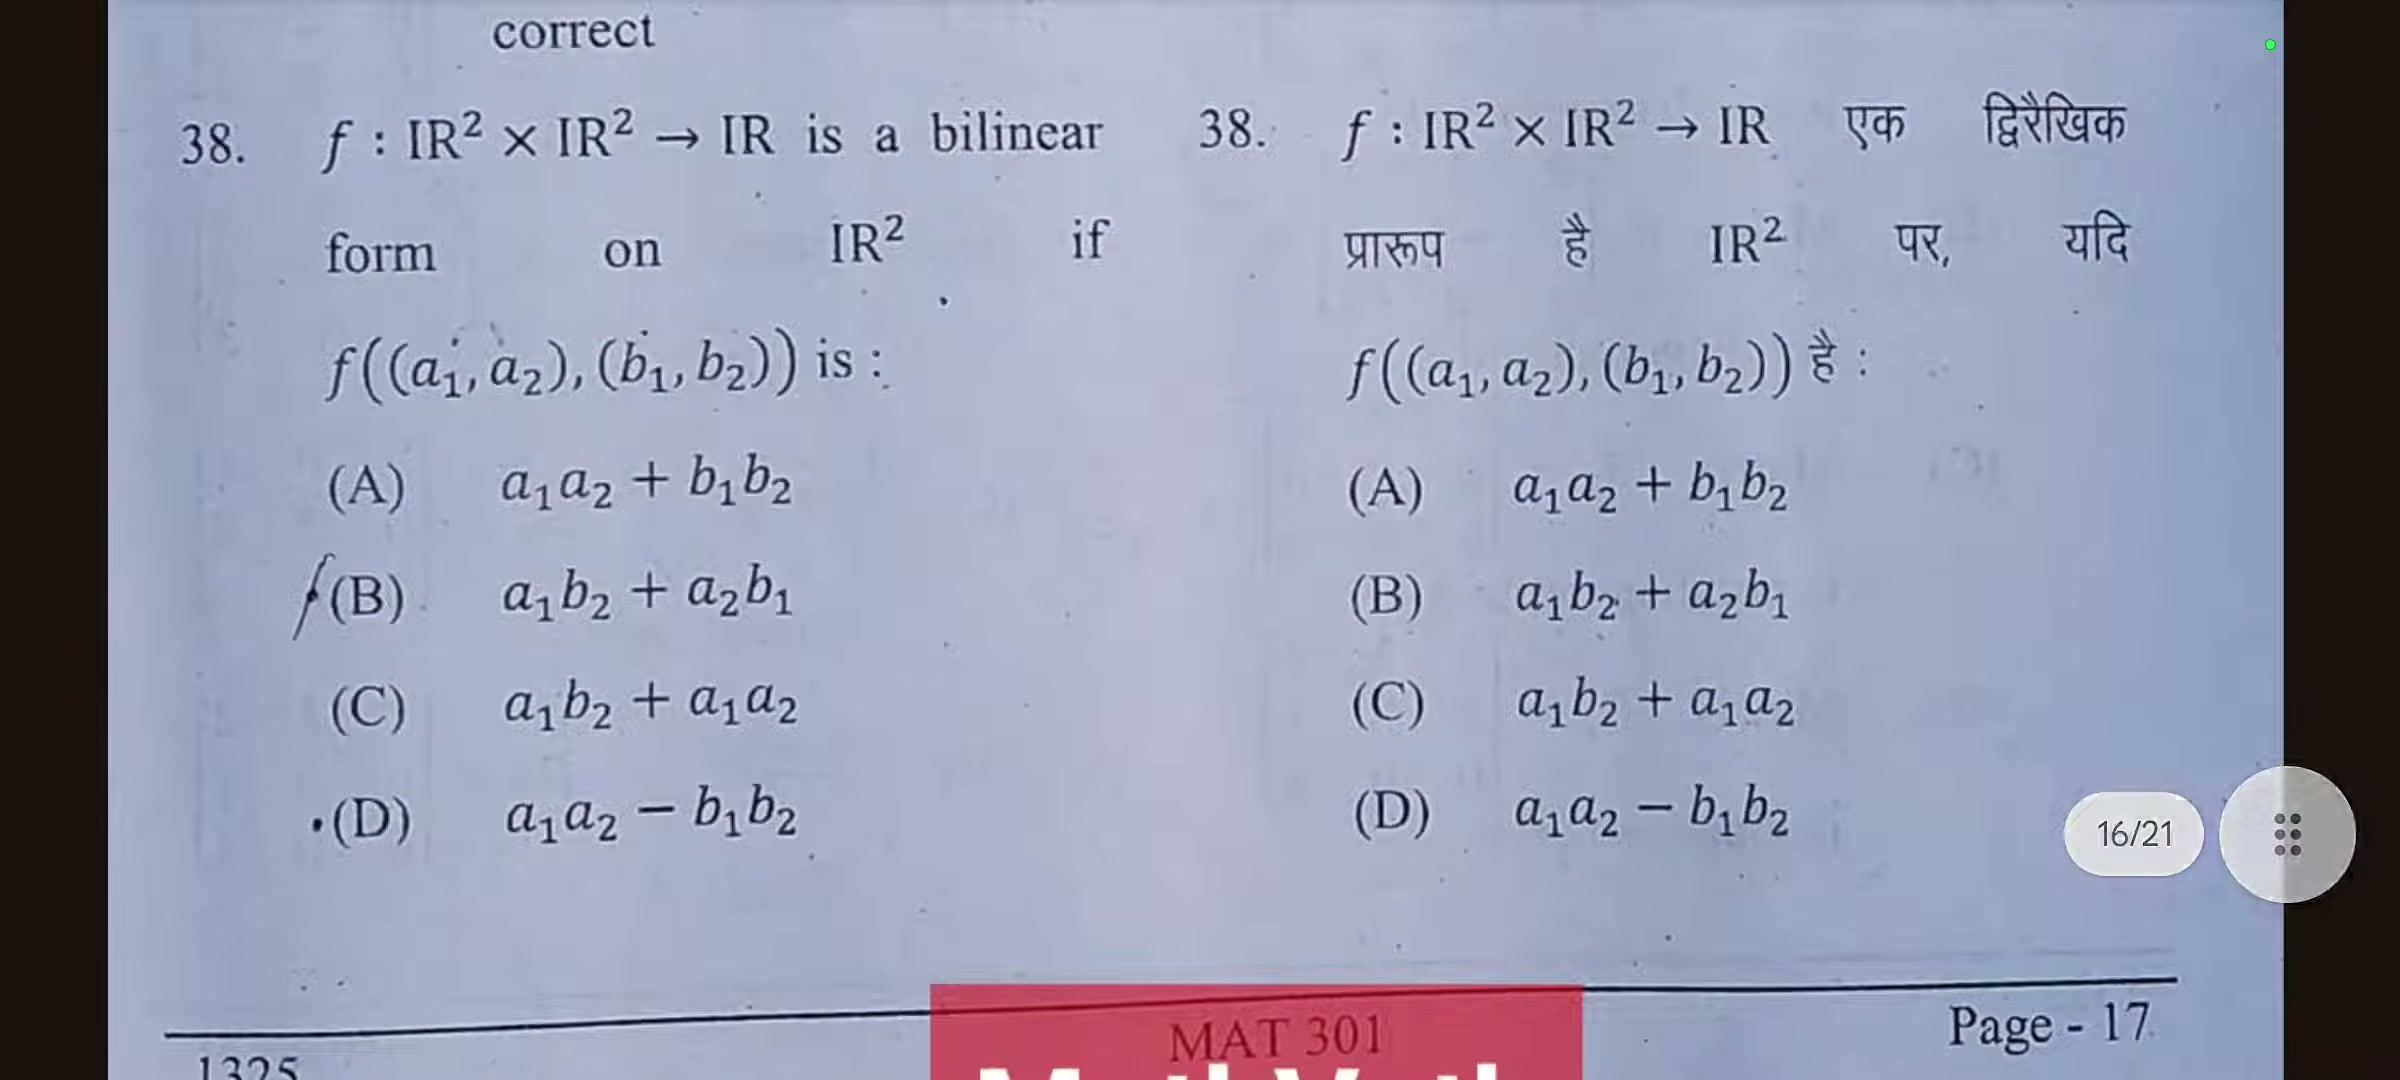 correct
38. f : IR² × IR² → IR is a bilinear
form on IR² if
f((a₁, a₂), (b₁, b₂)) is :
(A) a₁a₂ + b₁b₂
(B) a₁b₂ + a₂b₁
(C) a₁b₂ + a₁a₂
(D) a₁a₂ − b₁b₂
38. f : IR² × IR² → IR एक द्विरैखिक
प्रारूप है IR² पर, यदि
f((a₁, a₂), (b₁, b₂)) है :
(A) a₁a₂ + b₁b₂
(B) a₁b₂ + a₂b₁
(C) a₁b₂ + a₁a₂
(D) a₁a₂ − b₁b₂
16/21
MAT 301
Page - 17
1325